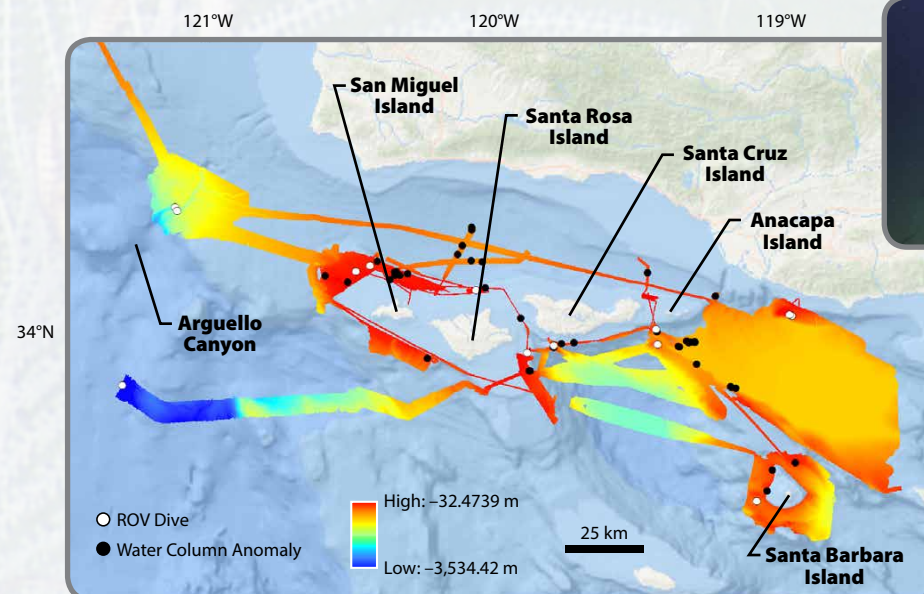 121°W
120°W
119°W
San Miguel
Island
Santa Rosa
Island
Santa Cruz
Island
Anacapa
Island
34°N
Arguello
Canyon
ROV Dive
Water Column Anomaly
High: –32.4739 m
Low: –3,534.42 m
25 km
Santa Barbara
Island